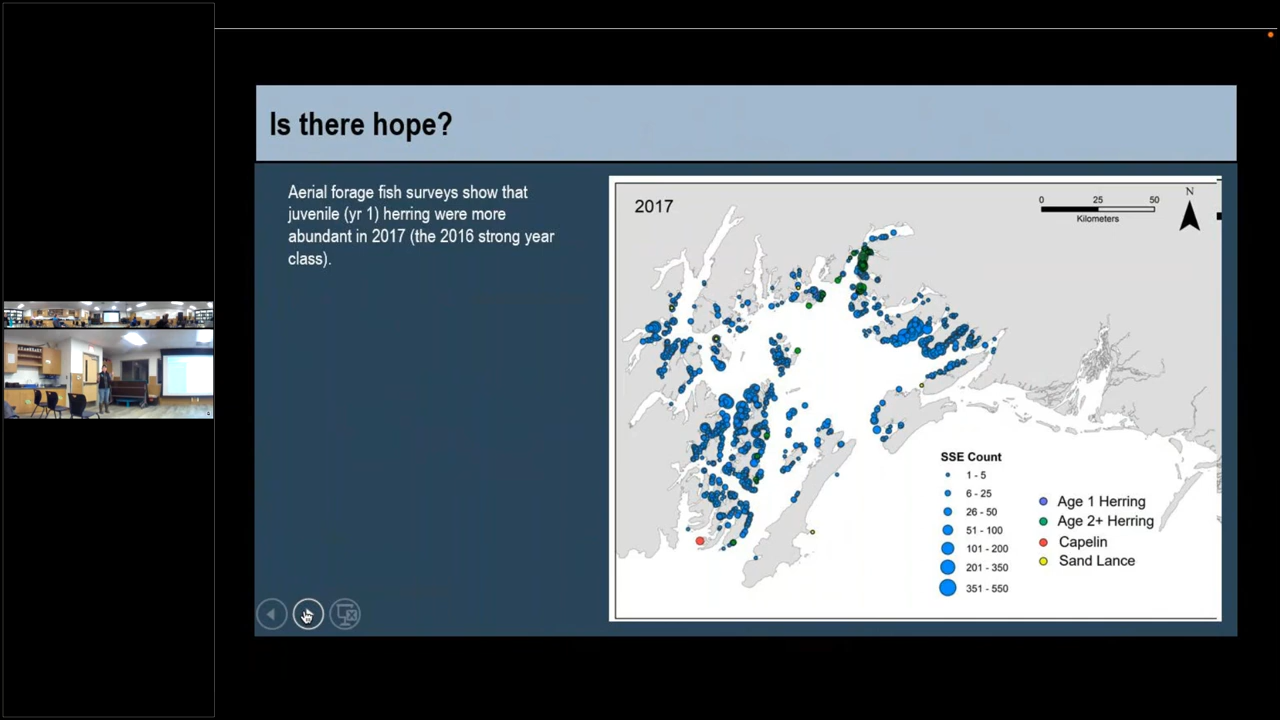 Is there hope?
Aerial forage fish surveys show that
juvenile (yr 1) herring were more
abundant in 2017 (the 2016 strong year
class).
2017
0 25 50
Kilometers
N
SSE Count
1 - 5
6 - 25
26 - 50
51 - 100
101 - 200
201 - 350
351 - 550
Age 1 Herring
Age 2+ Herring
Capelin
Sand Lance